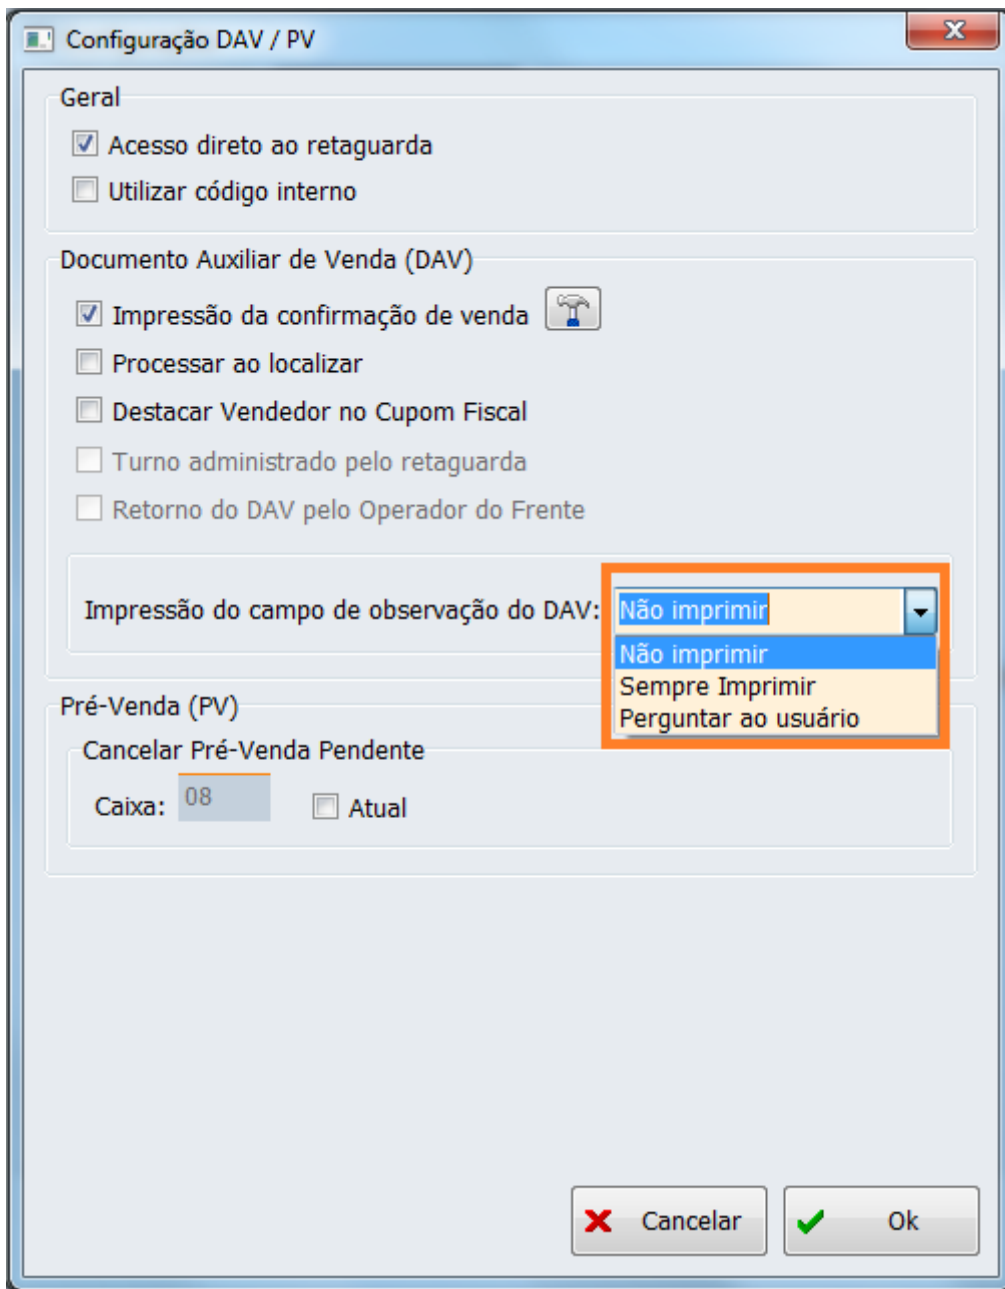 Configuração DAV / PV
Geral
Acesso direto ao retaguarda
Utilizar código interno
Documento Auxiliar de Venda (DAV)
Impressão da confirmação de venda
Processar ao localizar
Destacar Vendedor no Cupom Fiscal
Turno administrado pelo retaguarda
Retorno do DAV pelo Operador do Frente
Impressão do campo de observação do DAV: Não imprimir
Não imprimir
Sempre Imprimir
Perguntar ao usuário
Pré-Venda (PV)
Cancelar Pré-Venda Pendente
Caixa: 08 Atual
Cancelar Ok